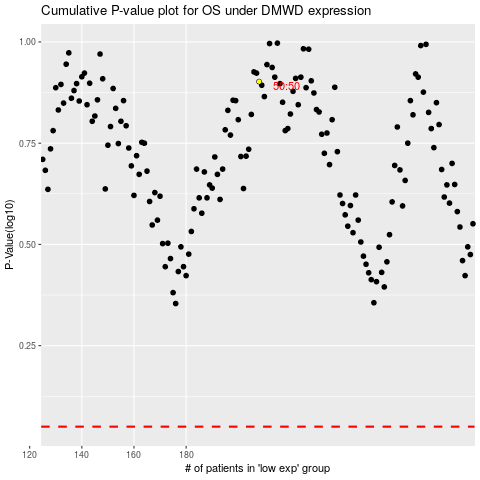 Cumulative P-value plot for OS under DMWD expression
P-Value(log10)
1.00
0.75
0.50
0.25
50:50
120 140 160 180
# of patients in 'low exp' group